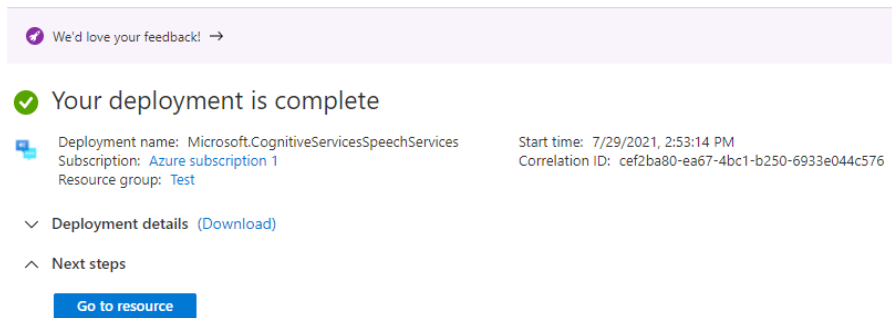 We'd love your feedback! →
Your deployment is complete
Deployment name: Microsoft.CognitiveServicesSpeechServices
Subscription: Azure subscription 1
Resource group: Test
Start time: 7/29/2021, 2:53:14 PM
Correlation ID: cef2ba80-ea67-4bc1-b250-6933e044c576
Deployment details (Download)
Next steps
Go to resource